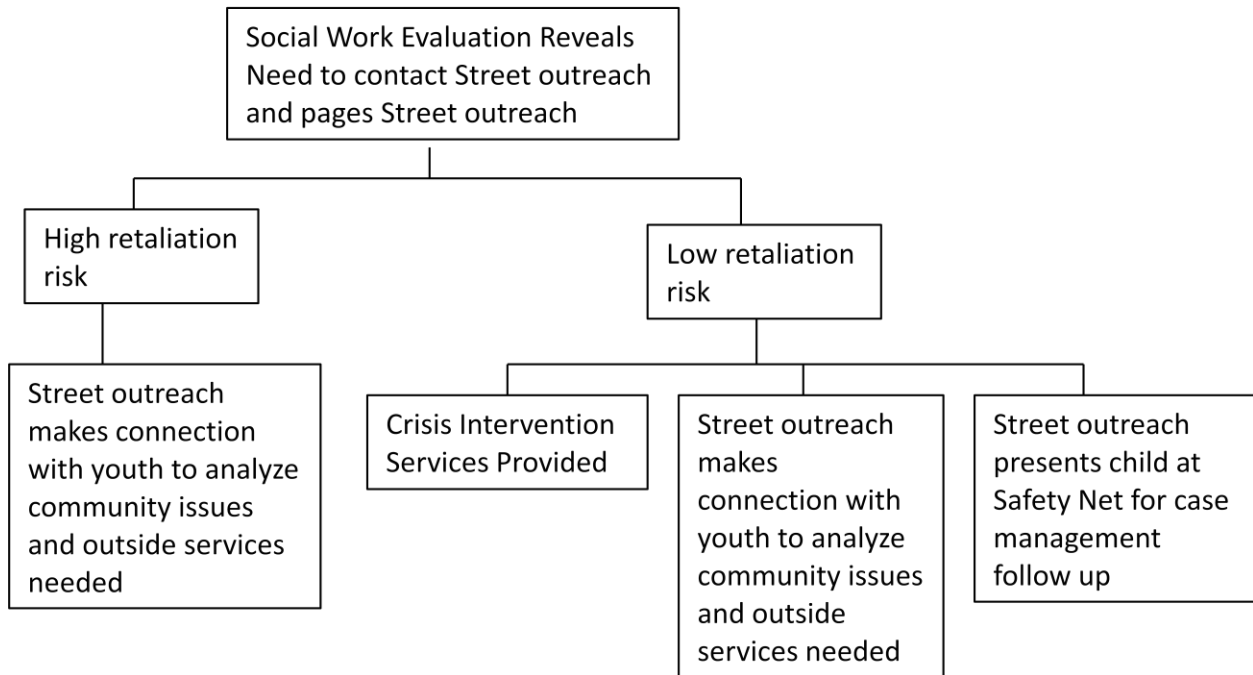 Social Work Evaluation Reveals
Need to contact Street outreach
and pages Street outreach
High retaliation
risk
Low retaliation
risk
Street outreach
makes connection
with youth to analyze
community issues
and outside services
needed
Crisis Intervention
Services Provided
Street outreach
makes
connection with
youth to analyze
community issues
and outside
services needed
Street outreach
presents child at
Safety Net for case
management
follow up